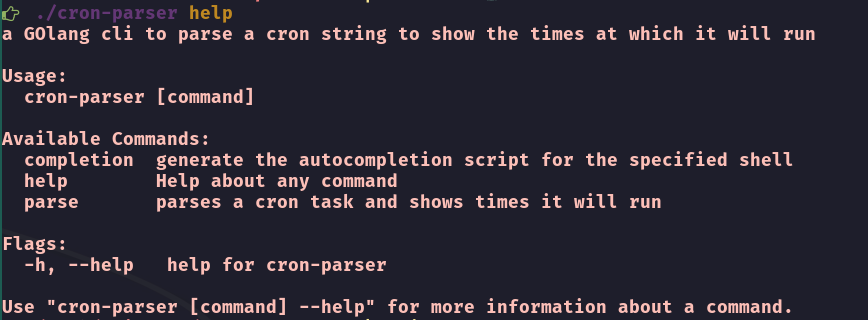 ./cron-parser help
a GOlang cli to parse a cron string to show the times at which it will run
Usage:
cron-parser [command]
Available Commands:
completion generate the autocompletion script for the specified shell
help Help about any command
parse parses a cron task and shows times it will run
Flags:
-h, --help help for cron-parser
Use "cron-parser [command] --help" for more information about a command.